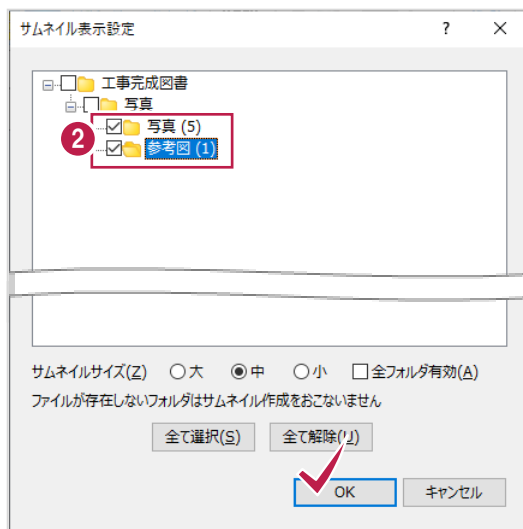 サムネイル表示設定 ? ×
工事完成図書
写真
写真 (5)
2 参考図 (1)
サムネイルサイズ(Z) 大 中 小 全フォルダ有効(A)
ファイルが存在しないフォルダはサムネイル作成をおこないません
全て選択(S) 全て解除(U)
OK キャンセル